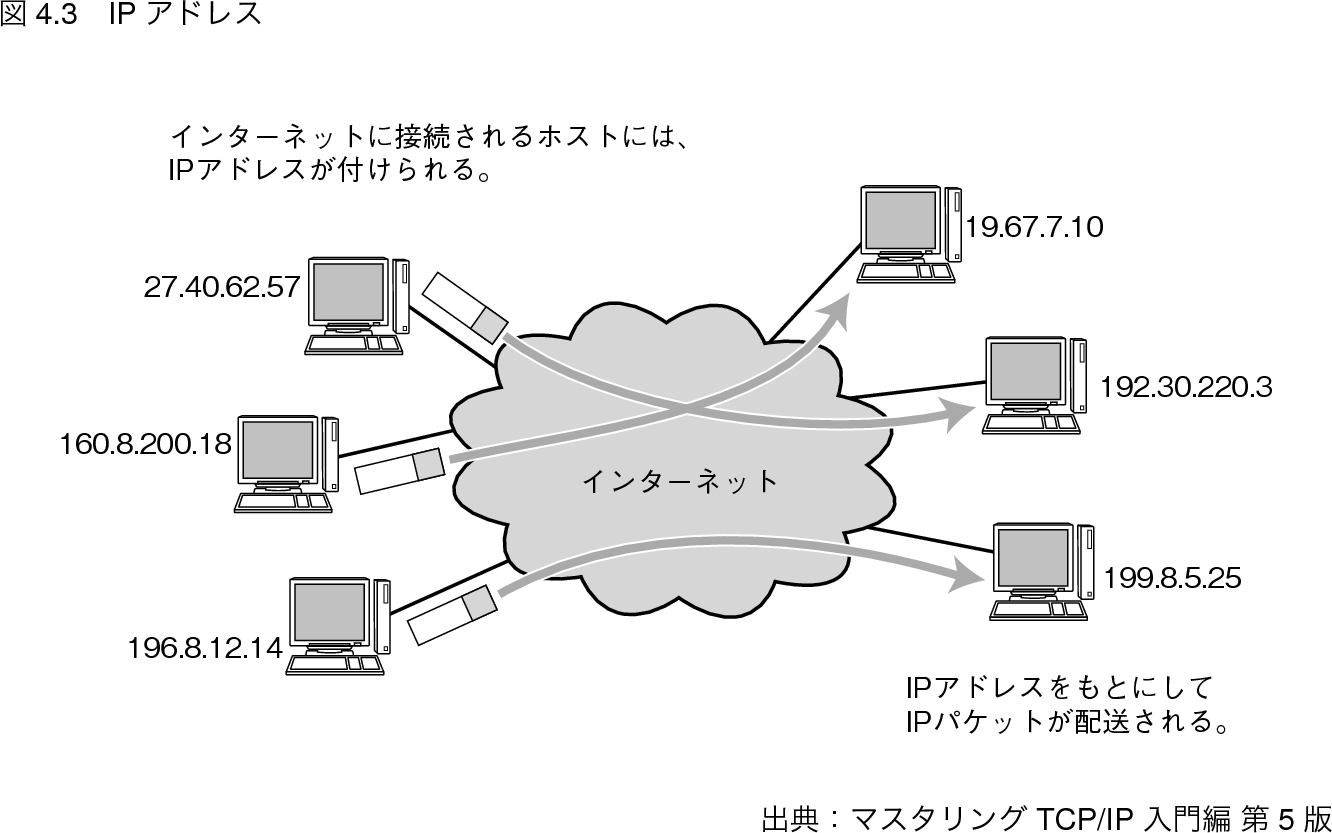 図 4.3 IP アドレス
インターネットに接続されるホストには、
IPアドレスが付けられる。
19.67.7.10
27.40.62.57
192.30.220.3
160.8.200.18
インターネット
199.8.5.25
196.8.12.14
IPアドレスをもとにして
IPパケットが配送される。
出典：マスタリング TCP/IP 入門編 第 5 版